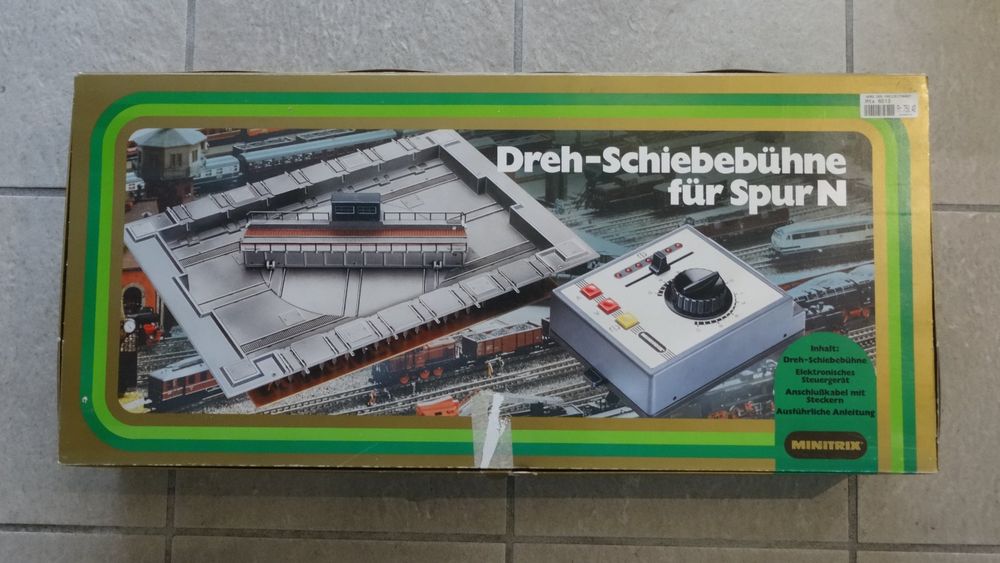 Dreh-Schiebebühne
für Spur N
Inhalt:
Dreh-Schiebebühne
Elektronisches
Steuergerät
Anschlußkabel mit
Steckern
Ausführliche Anleitung
MINITRIX